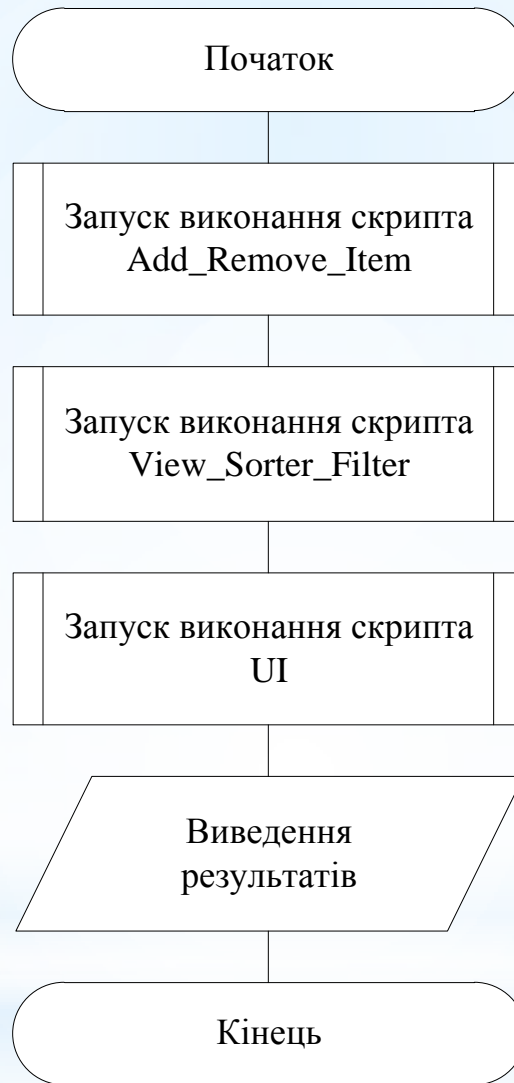 Початок
Запуск виконання скрипта
Add_Remove_Item
Запуск виконання скрипта
View_Sorter_Filter
Запуск виконання скрипта
UI
Виведення
результатів
Кінець